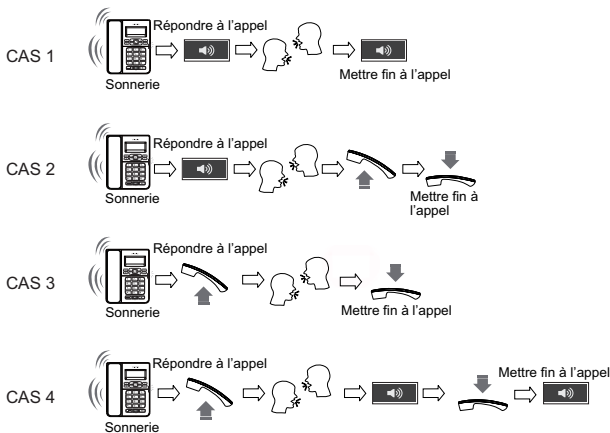 CAS 1
Répondre à l'appel
Sonnerie
Mettre fin à l'appel
CAS 2
Répondre à l'appel
Sonnerie
Mettre fin à
l'appel
CAS 3
Répondre à l'appel
Sonnerie
Mettre fin à l'appel
CAS 4
Répondre à l'appel
Sonnerie
Mettre fin à l'appel